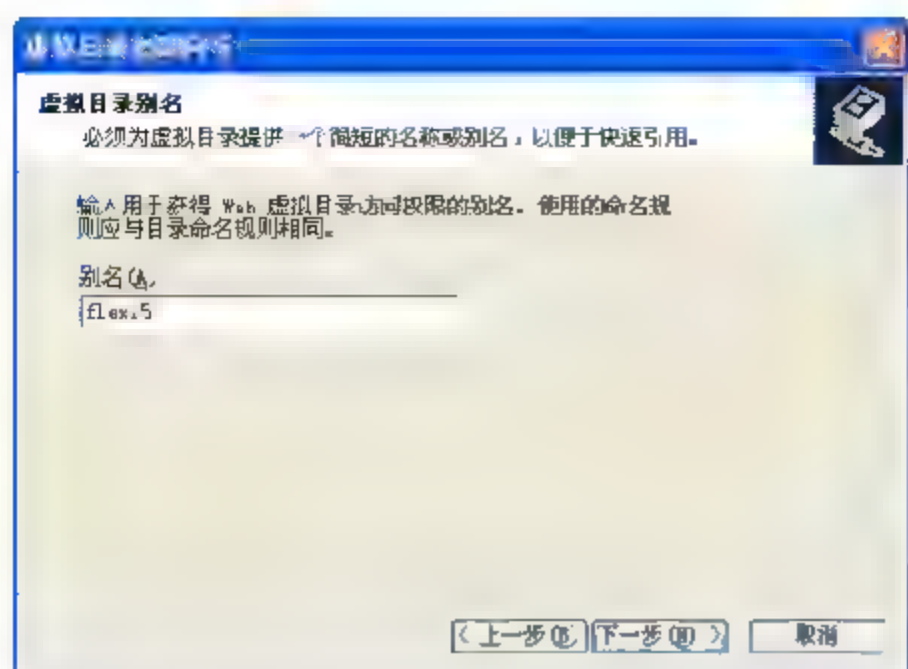 虚拟目录别名
必须为虚拟目录提供一个简短的名称或别名，以便于快速引用。
输入用于获得 Web 虚拟目录访问权限的别名。使用的命名规
则应与目录命名规则相同。
别名(A)
< 上一步(B) 下一步(N) > 取消